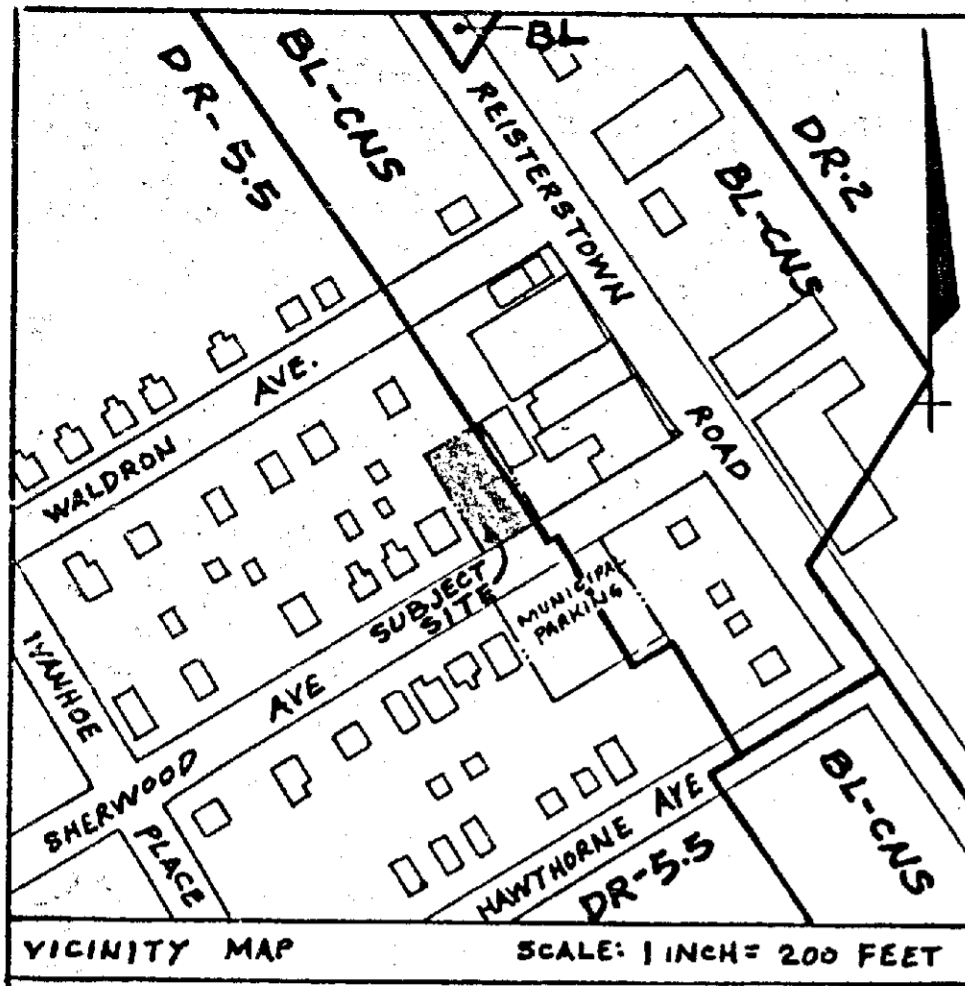 BL
DR-5.5
BL-CNS
REISTERSTOWN
ROAD
BL-CNS
DR-2
WALDRON AVE.
SUBJECT
SITE
MUNICIPAL
PARKING
IVANHOE
PLACE
SHERWOOD AVE
HAWTHORNE AVE
DR-5.5
BL-CNS
VICINITY MAP SCALE: 1 INCH = 200 FEET